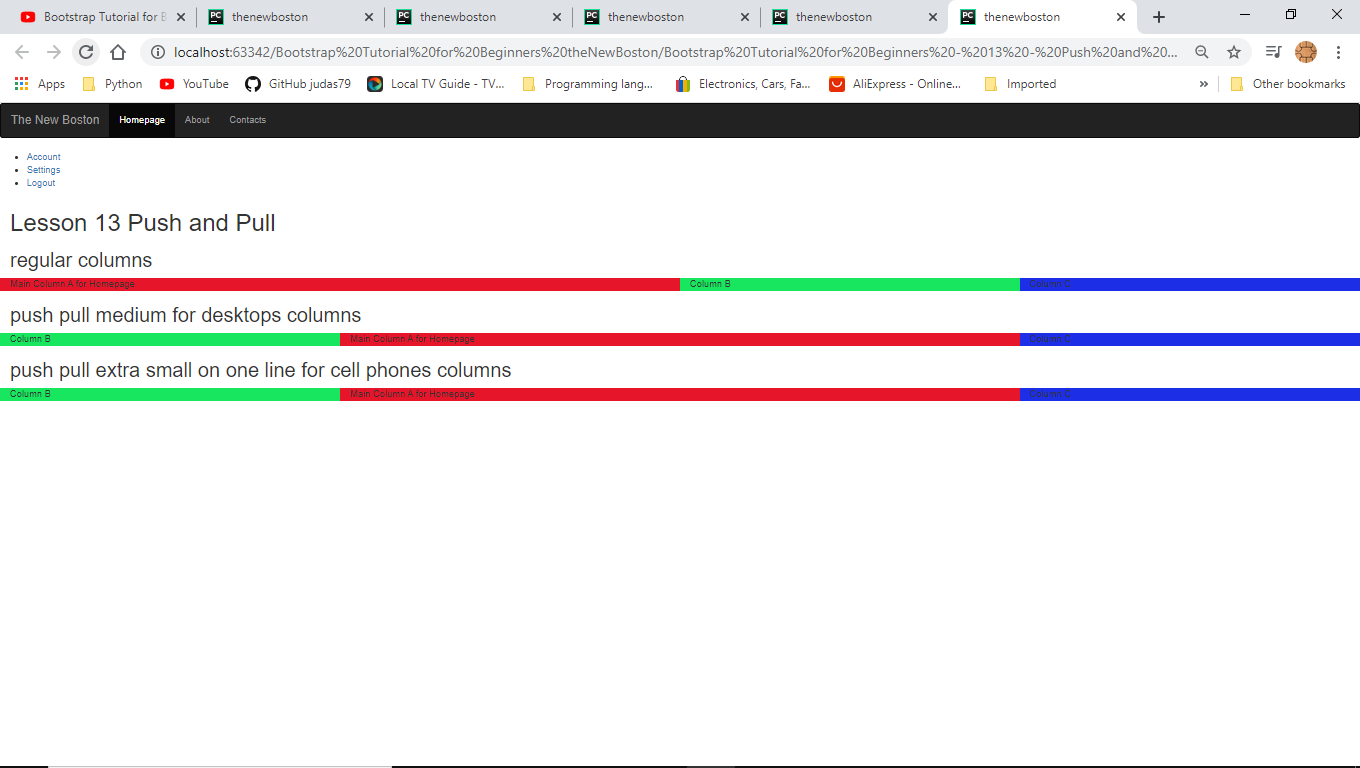 Bootstrap Tutorial for B
thenewboston
thenewboston
thenewboston
thenewboston
thenewboston
localhost:63342/Bootstrap%20Tutorial%20for%20Beginners%20theNewBoston/Bootstrap%20Tutorial%20for%20Beginners%20-%2013%20-%20Push%20and%20...
Apps Python YouTube GitHub judas79 Local TV Guide - TV... Programming lang... Electronics, Cars, Fa... AliExpress - Online... Imported » Other bookmarks
The New Boston Homepage About Contacts
Account
Settings
Logout
Lesson 13 Push and Pull
regular columns
Main Column A for Homepage Column B Column C
push pull medium for desktops columns
Column B Main Column A for Homepage Column C
push pull extra small on one line for cell phones columns
Column B Main Column A for Homepage Column C